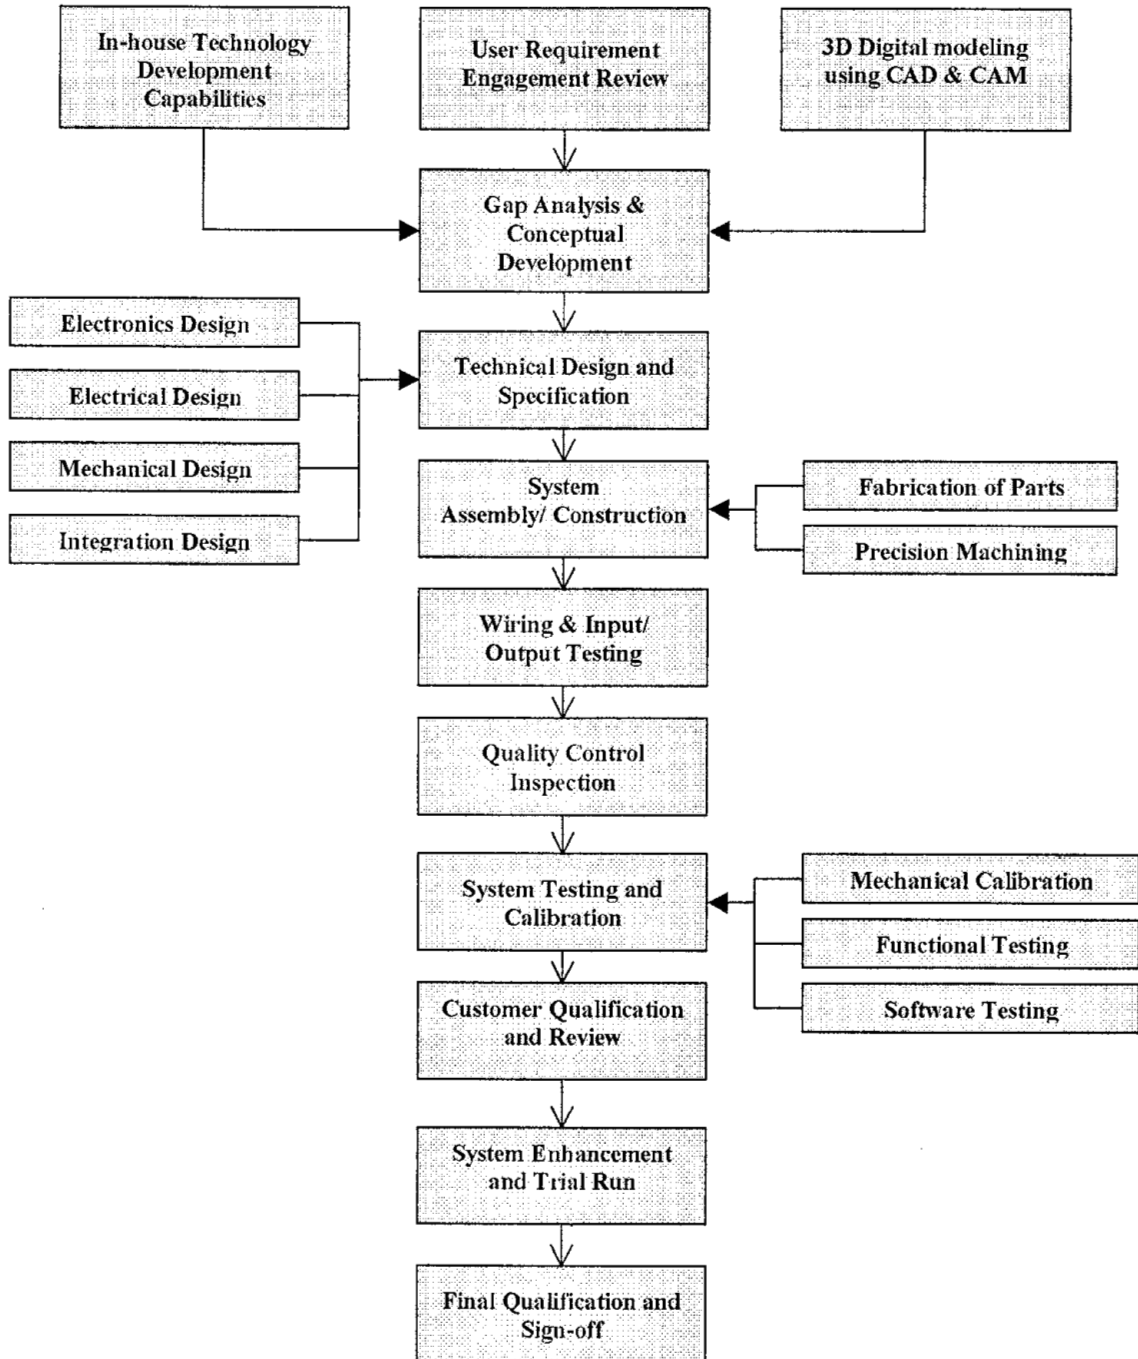 In-house Technology
Development
Capabilities
User Requirement
Engagement Review
3D Digital modeling
using CAD & CAM
Gap Analysis &
Conceptual
Development
Electronics Design
Electrical Design
Mechanical Design
Integration Design
Technical Design and
Specification
System
Assembly/ Construction
Fabrication of Parts
Precision Machining
Wiring & Input/
Output Testing
Quality Control
Inspection
System Testing and
Calibration
Mechanical Calibration
Functional Testing
Software Testing
Customer Qualification
and Review
System Enhancement
and Trial Run
Final Qualification and
Sign-off